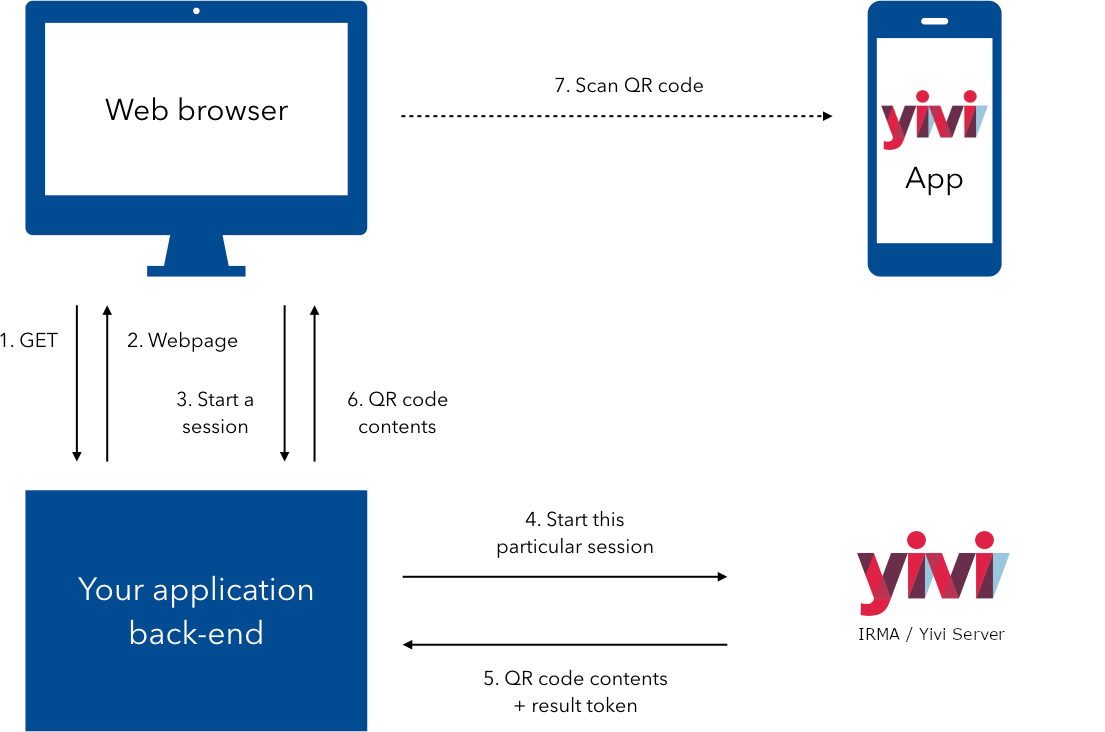 Web browser
7. Scan QR code
yivi
App
1. GET
2. Webpage
3. Start a
session
6. QR code
contents
Your application
back-end
4. Start this
particular session
5. QR code contents
+ result token
yivi
IRMA / Yivi Server